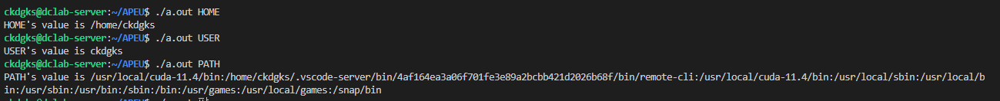 ckdgks@dclab-server:~/APEU$ ./a.out HOME
HOME's value is /home/ckdgks
ckdgks@dclab-server:~/APEU$ ./a.out USER
USER's value is ckdgks
ckdgks@dclab-server:~/APEU$ ./a.out PATH
PATH's value is /usr/local/cuda-11.4/bin:/home/ckdgks/.vscode-server/bin/4af164ea3a06f701fe3e89a2bcbb421d2026b68f/bin/remote-cli:/usr/local/cuda-11.4/bin:/usr/local/sbin:/usr/local/b
in:/usr/sbin:/usr/bin:/sbin:/bin:/usr/games:/usr/local/games:/snap/bin